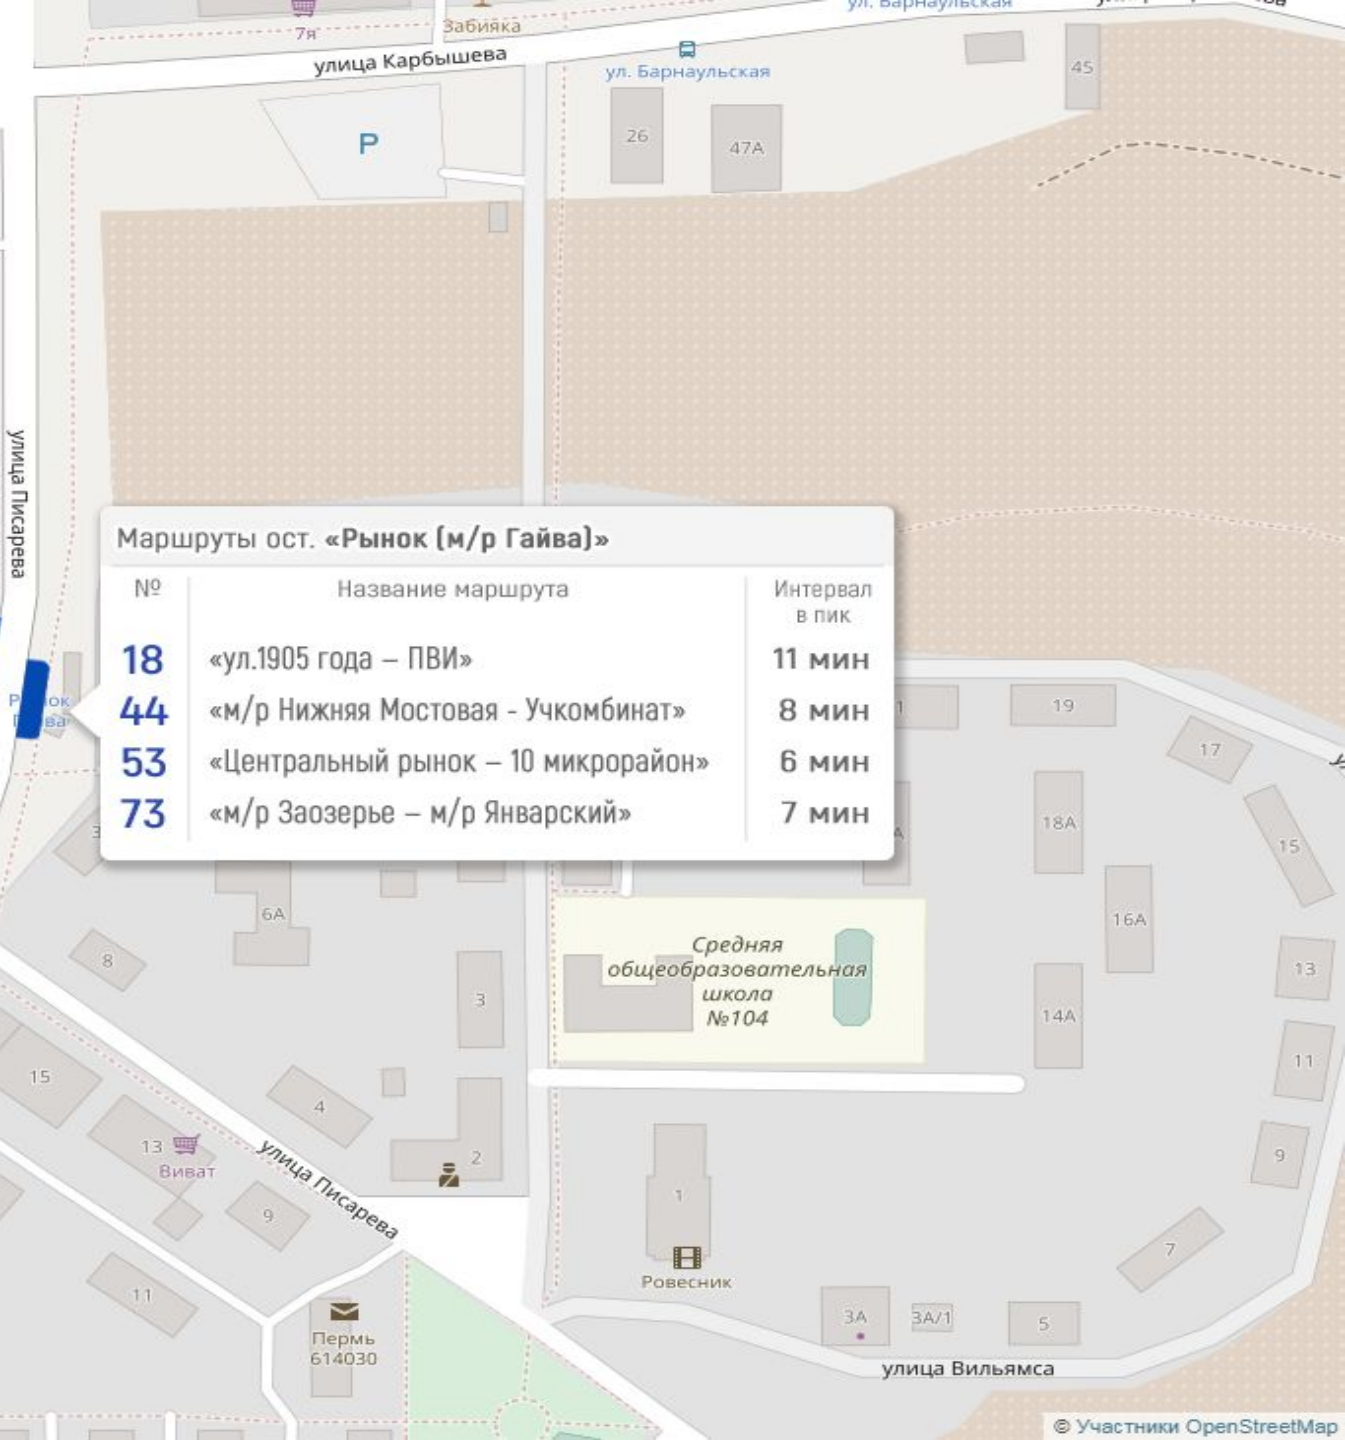 ул. Барнаульская
7я
Забияка
улица Карбышева
ул. Барнаульская
45
P
26
47А
улица Писарева
Маршруты ост. «Рынок (м/р Гайва)»
№
Название маршрута
Интервал
в пик
18 «ул.1905 года – ПВИ» 11 мин
44 «м/р Нижняя Мостовая - Учкомбинат» 8 мин
53 «Центральный рынок – 10 микрорайон» 6 мин
73 «м/р Заозерье – м/р Январский» 7 мин
19
17
18А
15
6А
16А
8
Средняя
общеобразовательная
школа
№104
13
3
14А
15
11
4
13
Виват
улица Писарева
2
9
1
9
7
Ровесник
11
Пермь
614030
3А
3А/1
5
улица Вильямса
© Участники OpenStreetMap